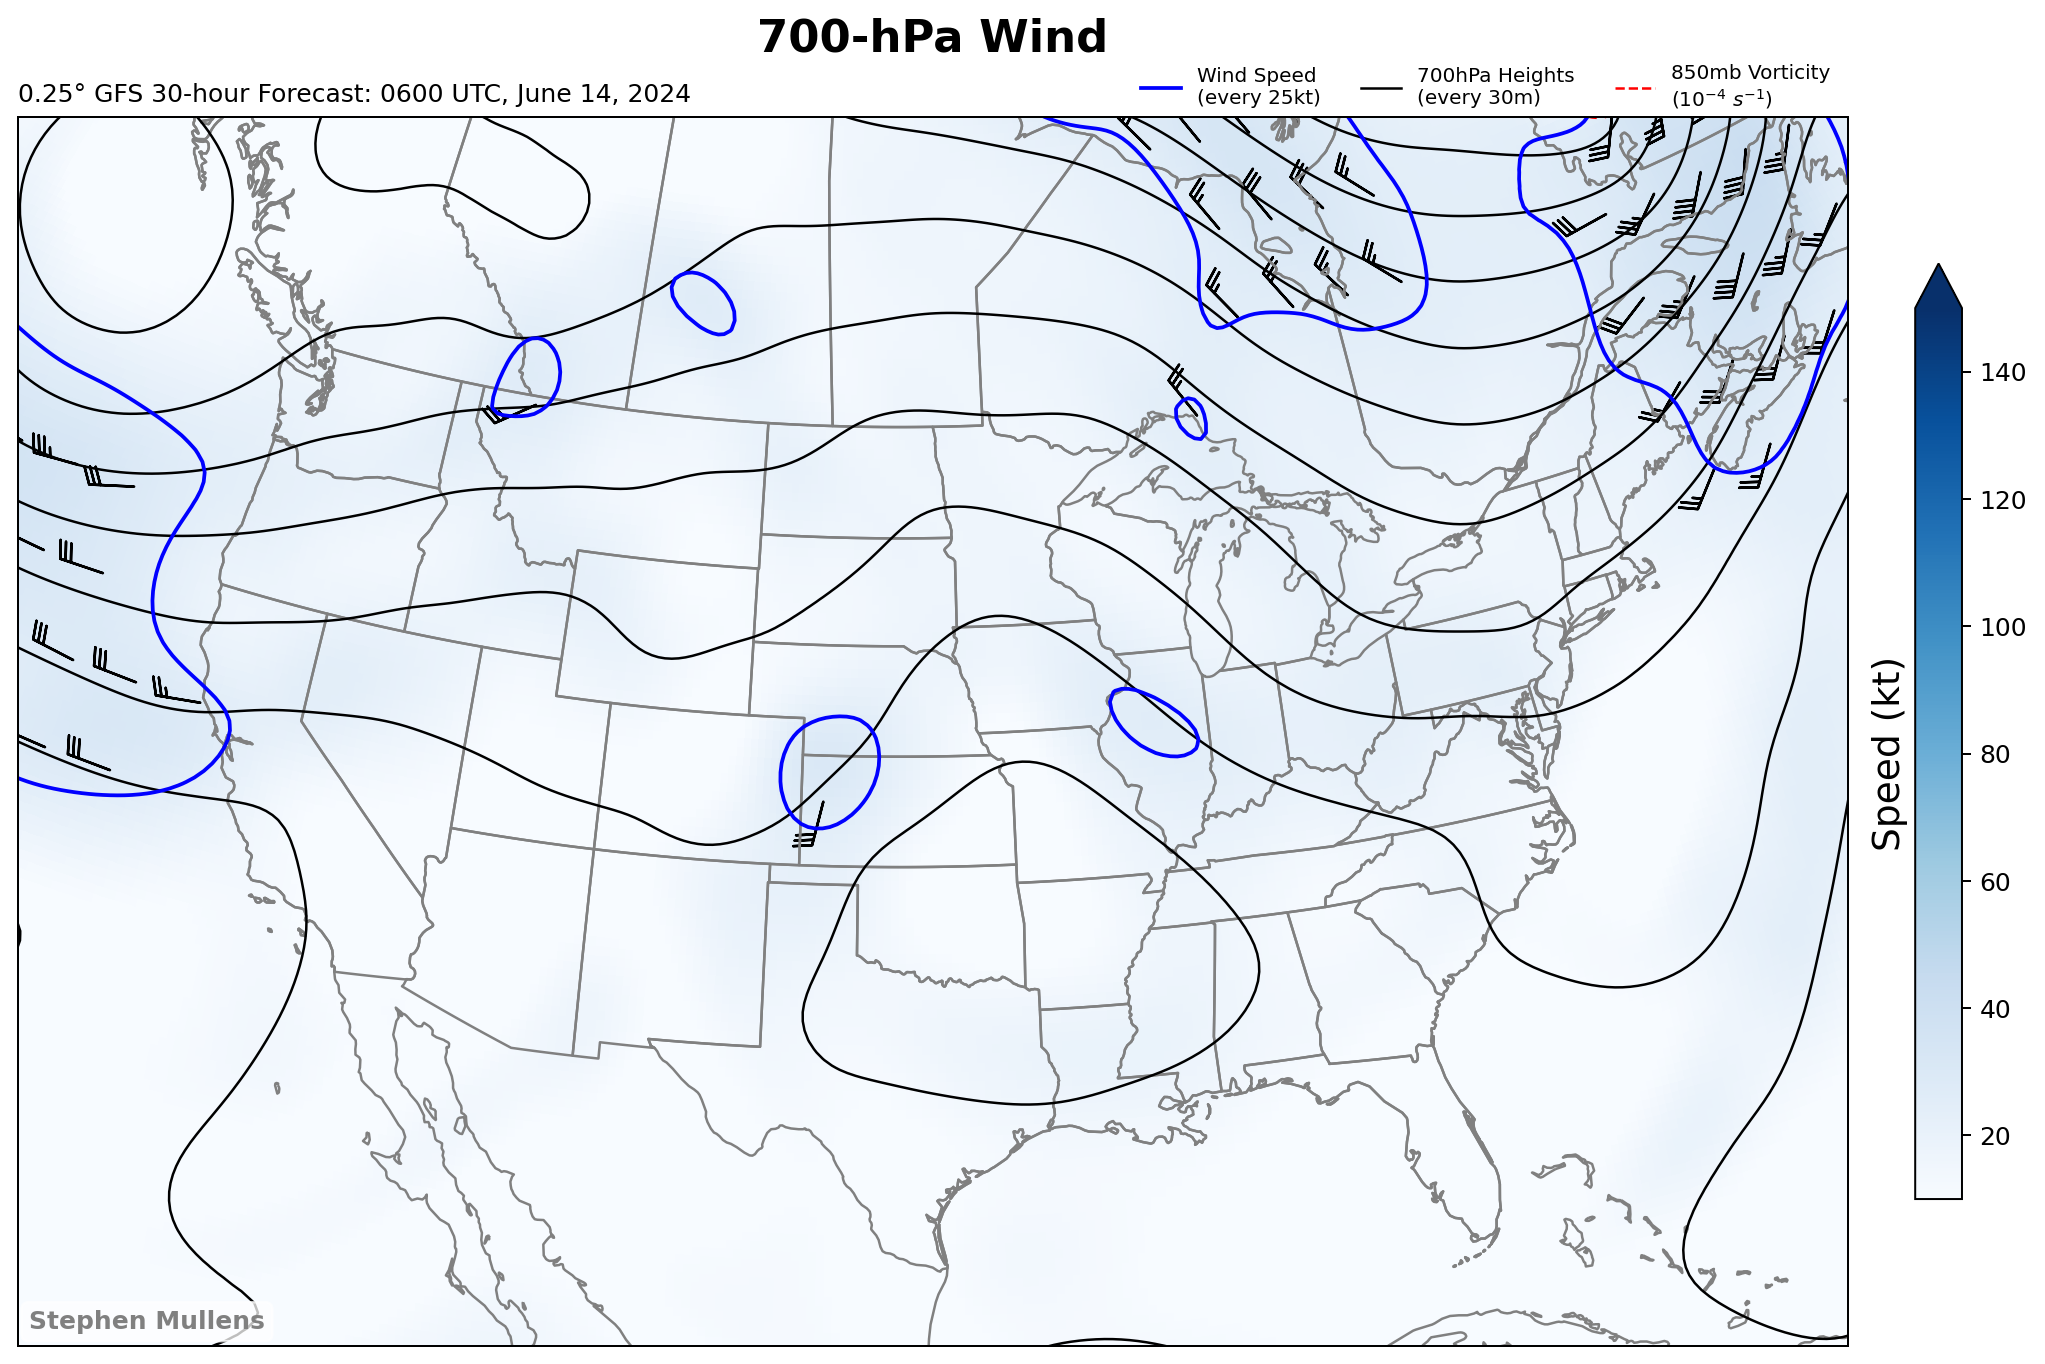 700-hPa Wind
0.25° GFS 30-hour Forecast: 0600 UTC, June 14, 2024
Wind Speed
(every 25kt)
700hPa Heights
(every 30m)
850mb Vorticity
(10⁻⁴ s⁻¹)
140
120
100
80
60
40
20
Speed (kt)
Stephen Mullens